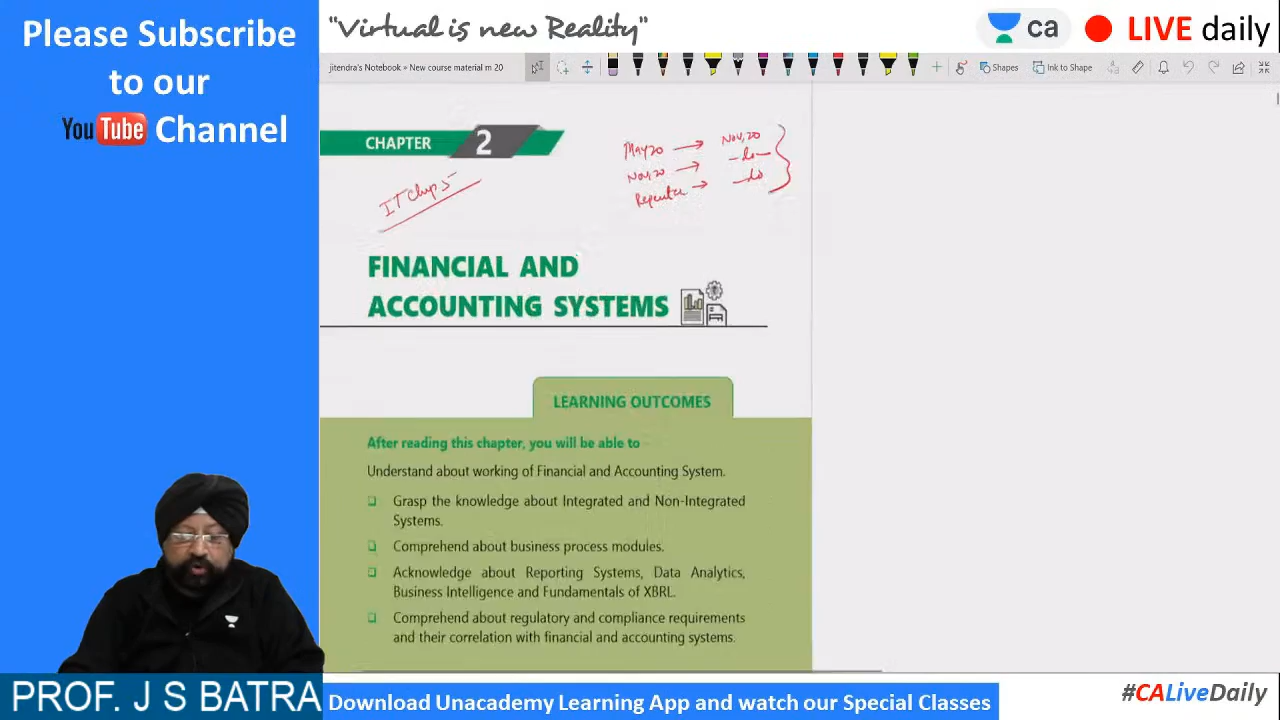 Please Subscribe
to our
YouTube Channel
"Virtual is new Reality"
ca LIVE daily
jitendra's Notebook » New course material m 20
Shapes
Ink to Shape
CHAPTER 2
IT Chap 5
May 20 → Nov, 20
Nov, 20 → -do-
Repeater → -do
FINANCIAL AND
ACCOUNTING SYSTEMS
LEARNING OUTCOMES
After reading this chapter, you will be able to
Understand about working of Financial and Accounting System.
Grasp the knowledge about Integrated and Non-Integrated
Systems.
Comprehend about business process modules.
Acknowledge about Reporting Systems, Data Analytics,
Business Intelligence and Fundamentals of XBRL.
Comprehend about regulatory and compliance requirements
and their correlation with financial and accounting systems.
PROF. J S BATRA
Download Unacademy Learning App and watch our Special Classes
#CALiveDaily